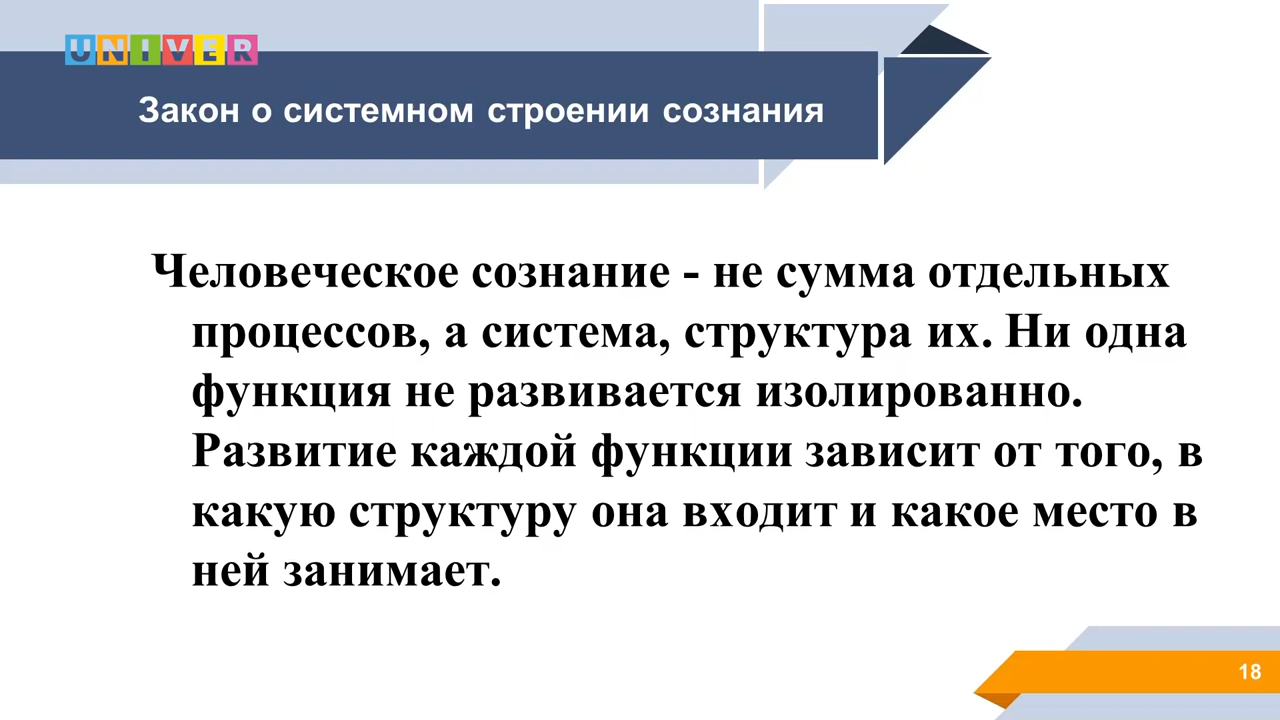 UNIVER
Закон о системном строении сознания
Человеческое сознание - не сумма отдельных
процессов, а система, структура их. Ни одна
функция не развивается изолированно.
Развитие каждой функции зависит от того, в
какую структуру она входит и какое место в
ней занимает.
18